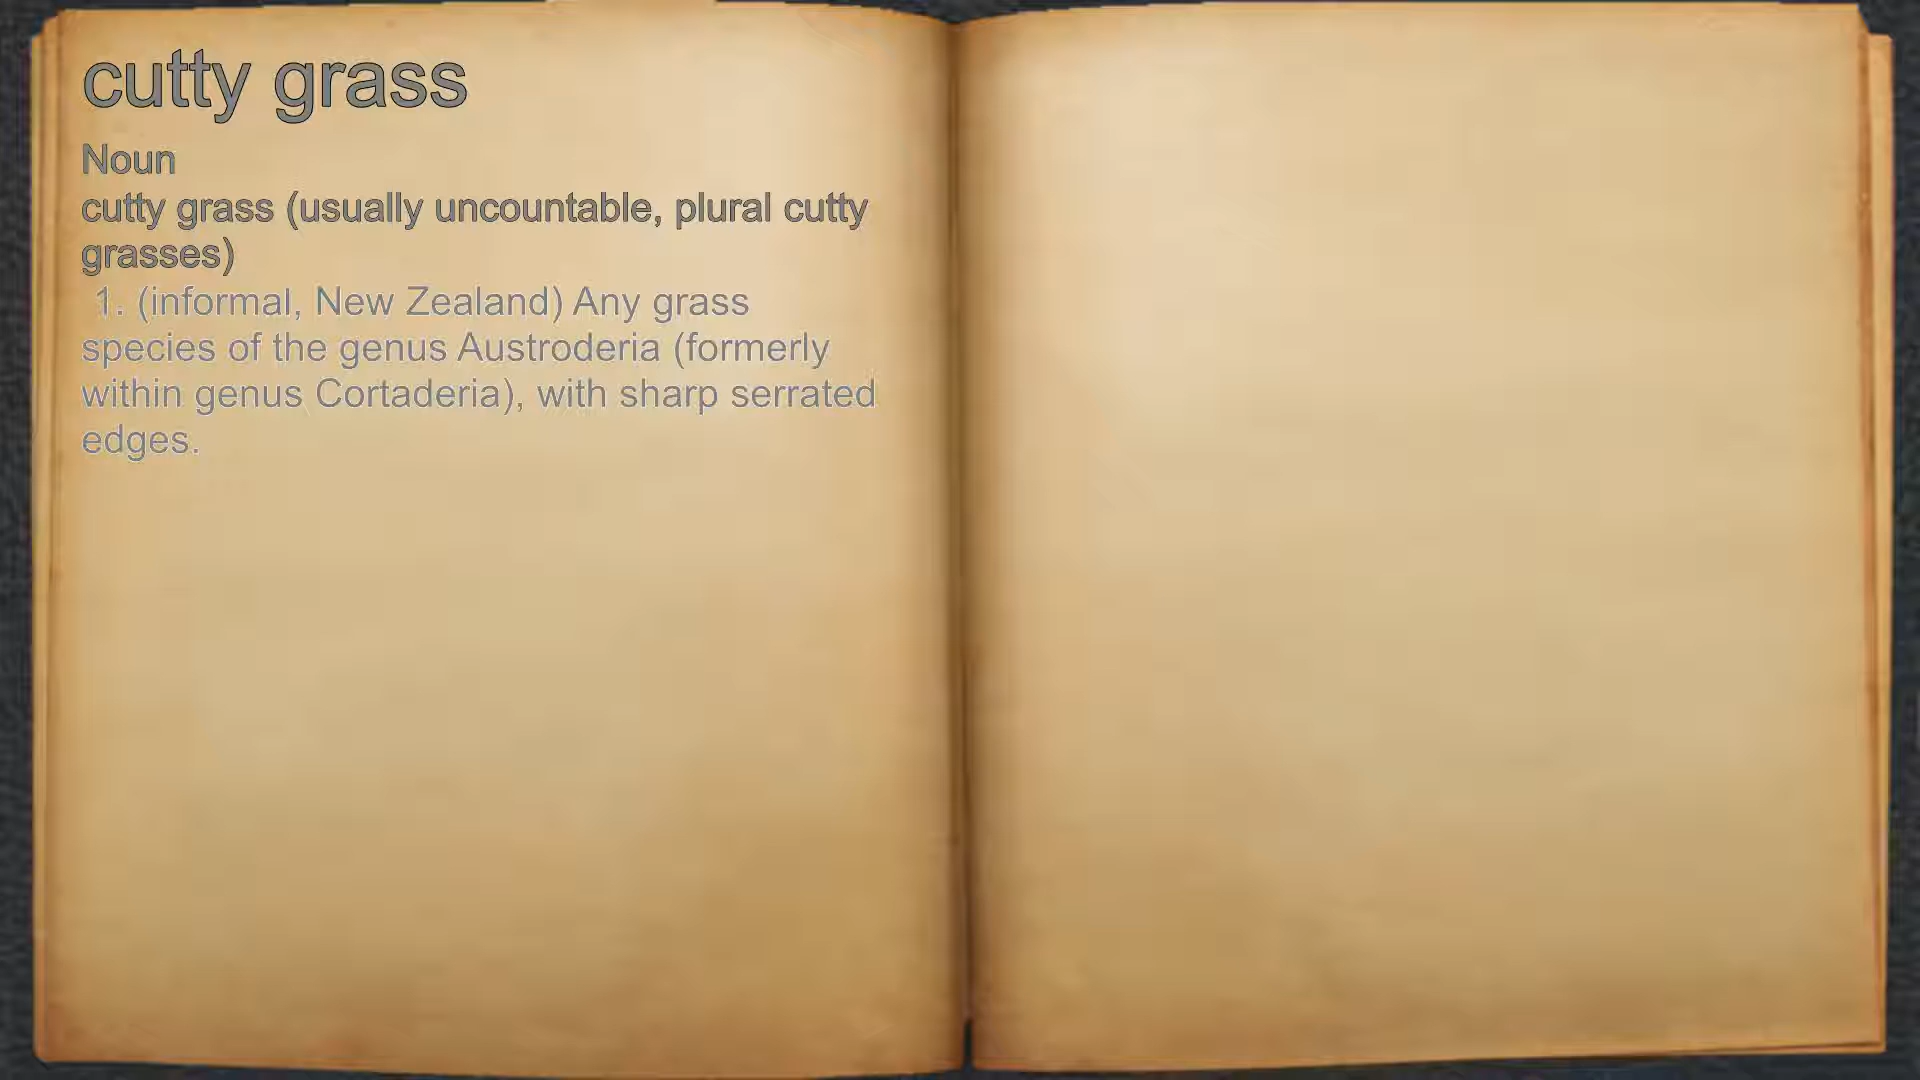 cutty grass
Noun
cutty grass (usually uncountable, plural cutty
grasses)
1. (informal, New Zealand) Any grass
species of the genus Austroderia (formerly
within genus Cortaderia), with sharp serrated
edges.